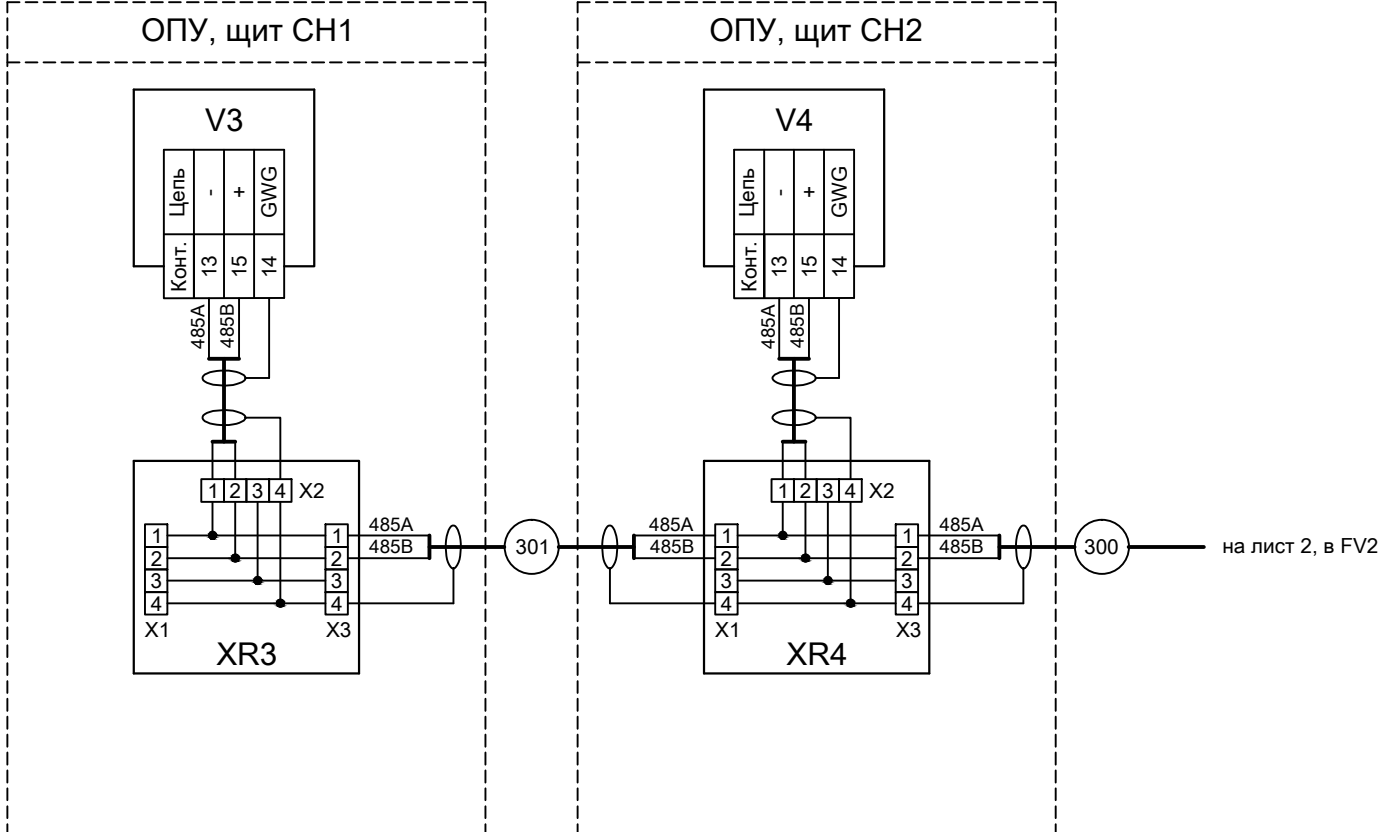 ОПУ, щит СН1
V3
Цепь - + GWG
Конт. 13 15 14
485A 485B
1 2 3 4 X2
1 1 485A
2 2 485B
3 3
4 4
X1 X3
XR3
301
ОПУ, щит СН2
V4
Цепь - + GWG
Конт. 13 15 14
485A 485B
1 2 3 4 X2
485A 1 1 485A
485B 2 2 485B
3 3
4 4
X1 X3
XR4
300
на лист 2, в FV2